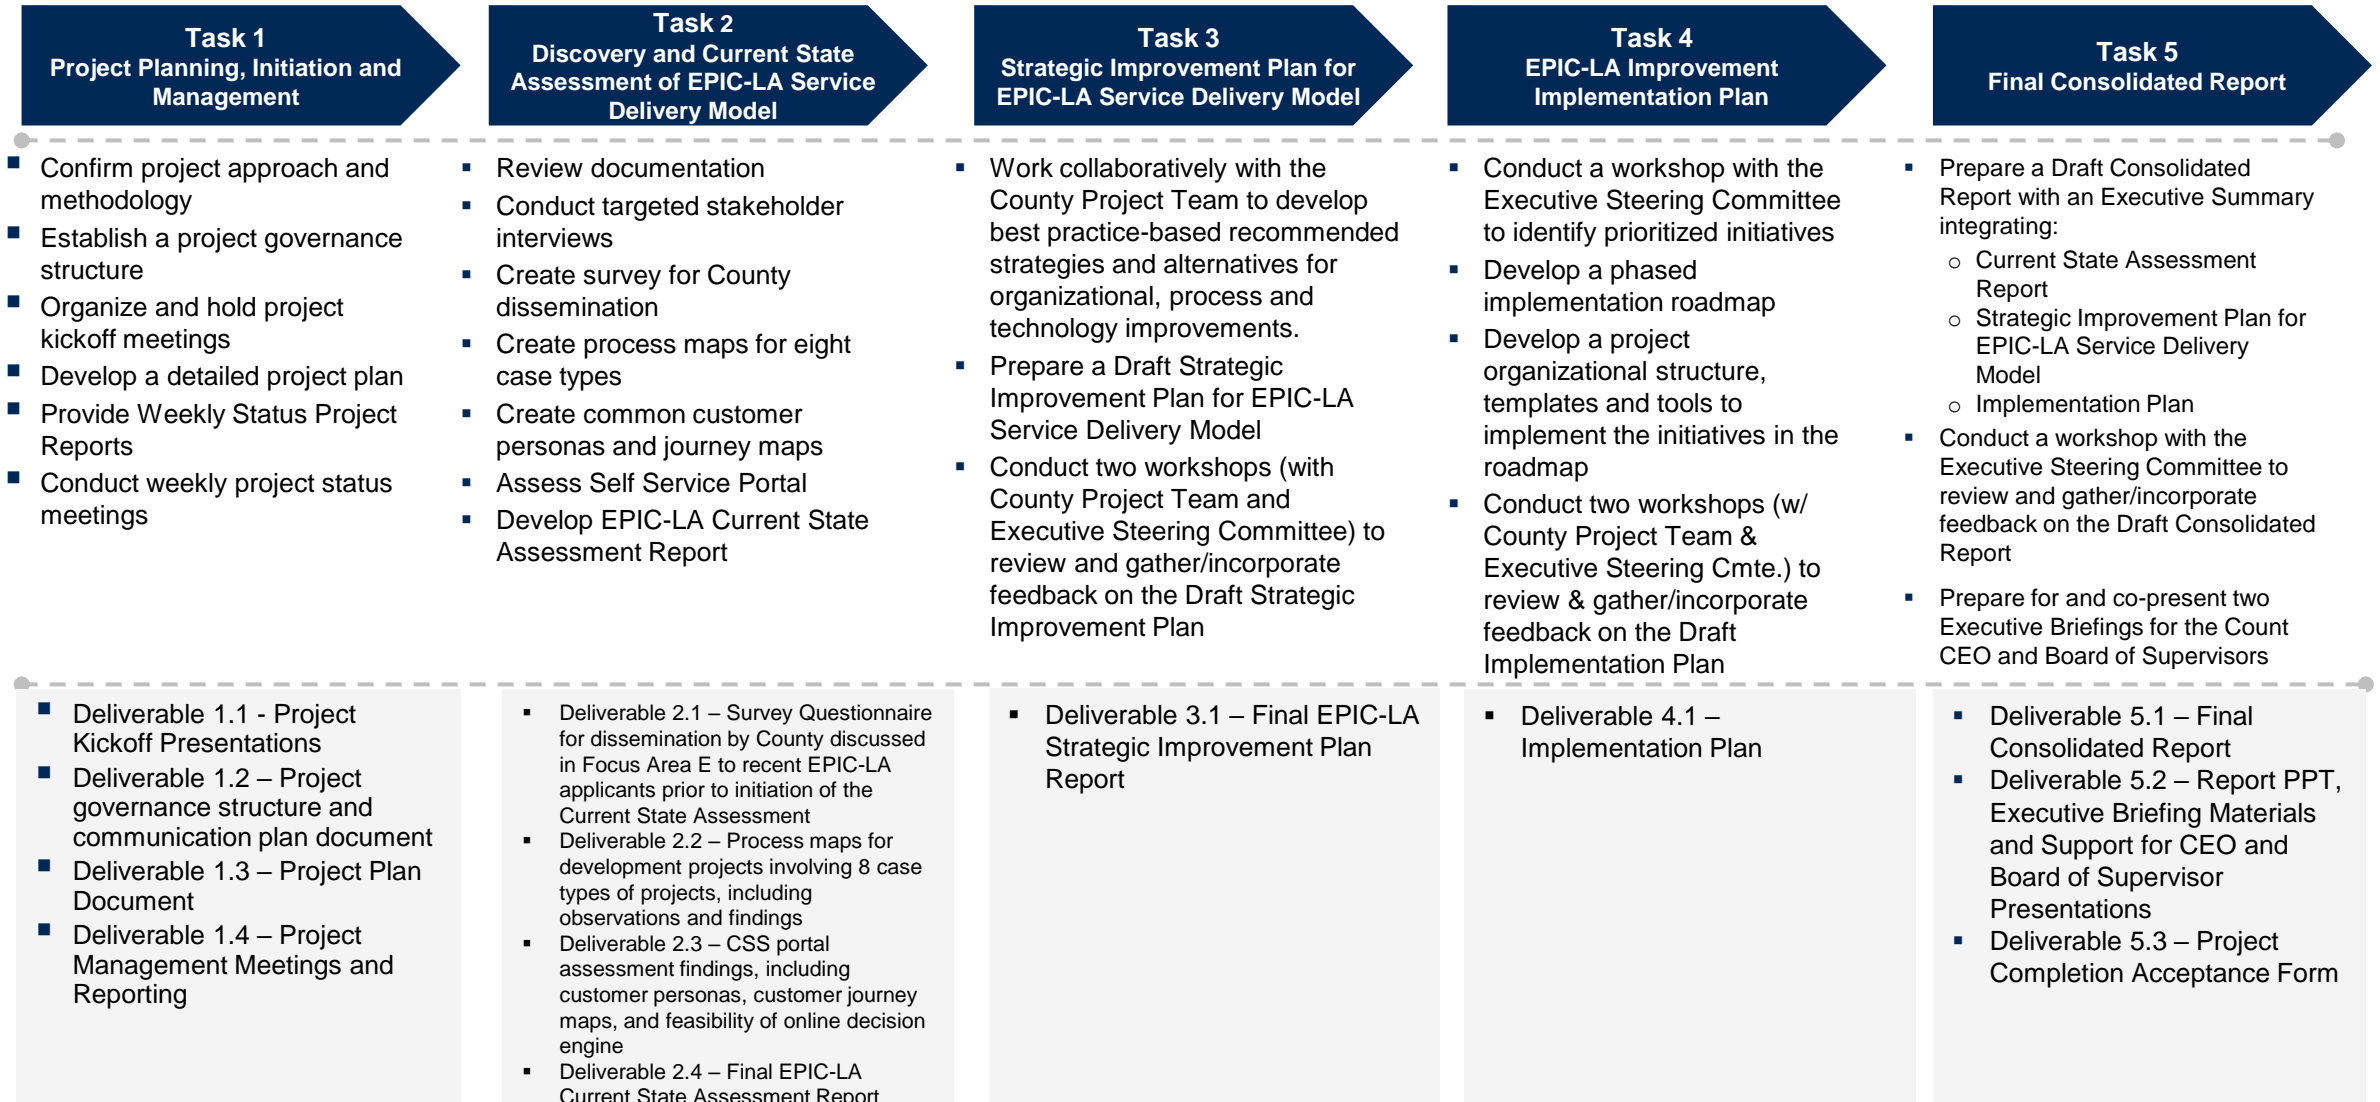 Task 1
Project Planning, Initiation and
Management
Task 2
Discovery and Current State
Assessment of EPIC-LA Service
Delivery Model
Task 3
Strategic Improvement Plan for
EPIC-LA Service Delivery Model
Task 4
EPIC-LA Improvement
Implementation Plan
Task 5
Final Consolidated Report
▪ Confirm project approach and
methodology
▪ Establish a project governance
structure
▪ Organize and hold project
kickoff meetings
▪ Develop a detailed project plan
▪ Provide Weekly Status Project
Reports
▪ Conduct weekly project status
meetings
▪ Review documentation
▪ Conduct targeted stakeholder
interviews
▪ Create survey for County
dissemination
▪ Create process maps for eight
case types
▪ Create common customer
personas and journey maps
▪ Assess Self Service Portal
▪ Develop EPIC-LA Current State
Assessment Report
▪ Work collaboratively with the
County Project Team to develop
best practice-based recommended
strategies and alternatives for
organizational, process and
technology improvements.
▪ Prepare a Draft Strategic
Improvement Plan for EPIC-LA
Service Delivery Model
▪ Conduct two workshops (with
County Project Team and
Executive Steering Committee) to
review and gather/incorporate
feedback on the Draft Strategic
Improvement Plan
▪ Conduct a workshop with the
Executive Steering Committee
to identify prioritized initiatives
▪ Develop a phased
implementation roadmap
▪ Develop a project
organizational structure,
templates and tools to
implement the initiatives in the
roadmap
▪ Conduct two workshops (w/
County Project Team &
Executive Steering Cmte.) to
review & gather/incorporate
feedback on the Draft
Implementation Plan
▪ Prepare a Draft Consolidated
Report with an Executive Summary
integrating:
o Current State Assessment
Report
o Strategic Improvement Plan for
EPIC-LA Service Delivery
Model
o Implementation Plan
▪ Conduct a workshop with the
Executive Steering Committee to
review and gather/incorporate
feedback on the Draft Consolidated
Report
▪ Prepare for and co-present two
Executive Briefings for the Count
CEO and Board of Supervisors
▪ Deliverable 1.1 - Project
Kickoff Presentations
▪ Deliverable 1.2 – Project
governance structure and
communication plan document
▪ Deliverable 1.3 – Project Plan
Document
▪ Deliverable 1.4 – Project
Management Meetings and
Reporting
▪ Deliverable 2.1 – Survey Questionnaire
for dissemination by County discussed
in Focus Area E to recent EPIC-LA
applicants prior to initiation of the
Current State Assessment
▪ Deliverable 2.2 – Process maps for
development projects involving 8 case
types of projects, including
observations and findings
▪ Deliverable 2.3 – CSS portal
assessment findings, including
customer personas, customer journey
maps, and feasibility of online decision
engine
▪ Deliverable 2.4 – Final EPIC-LA
Current State Assessment Report
▪ Deliverable 3.1 – Final EPIC-LA
Strategic Improvement Plan
Report
▪ Deliverable 4.1 –
Implementation Plan
▪ Deliverable 5.1 – Final
Consolidated Report
▪ Deliverable 5.2 – Report PPT,
Executive Briefing Materials
and Support for CEO and
Board of Supervisor
Presentations
▪ Deliverable 5.3 – Project
Completion Acceptance Form